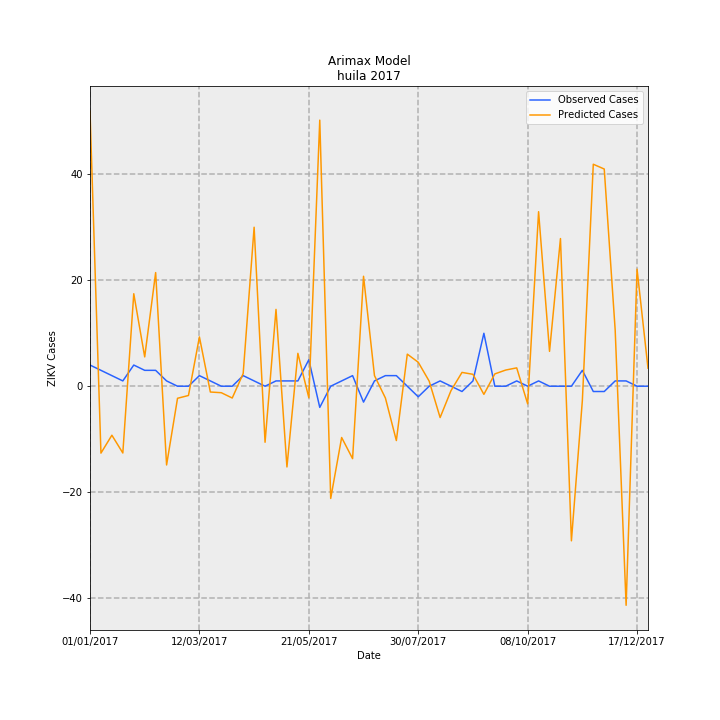 Arimax Model
huila 2017
Observed Cases
Predicted Cases
ZIKV Cases
40
20
0
−20
−40
01/01/2017
12/03/2017
21/05/2017
30/07/2017
08/10/2017
17/12/2017
Date